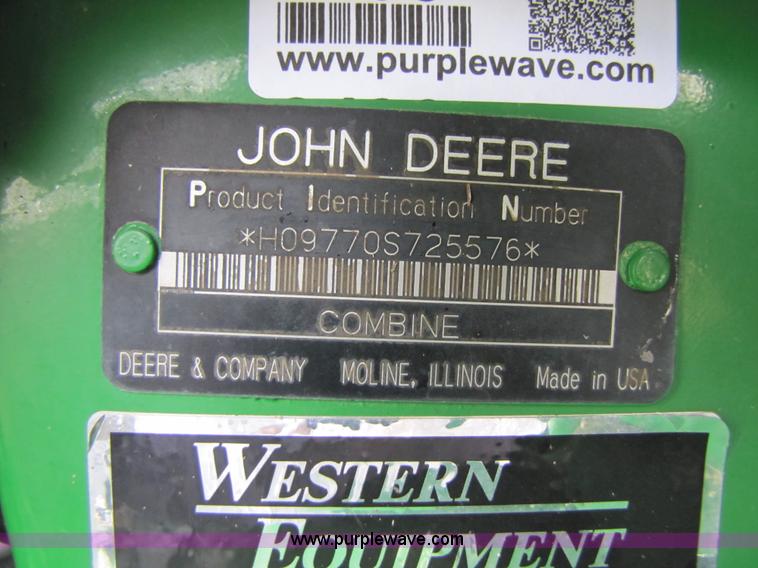 www.purplewave.com
JOHN DEERE
Product Identification Number
*H09770S725576*
COMBINE
DEERE & COMPANY MOLINE, ILLINOIS Made in USA
WESTERN
EQUIPMENT
www.purplewave.com